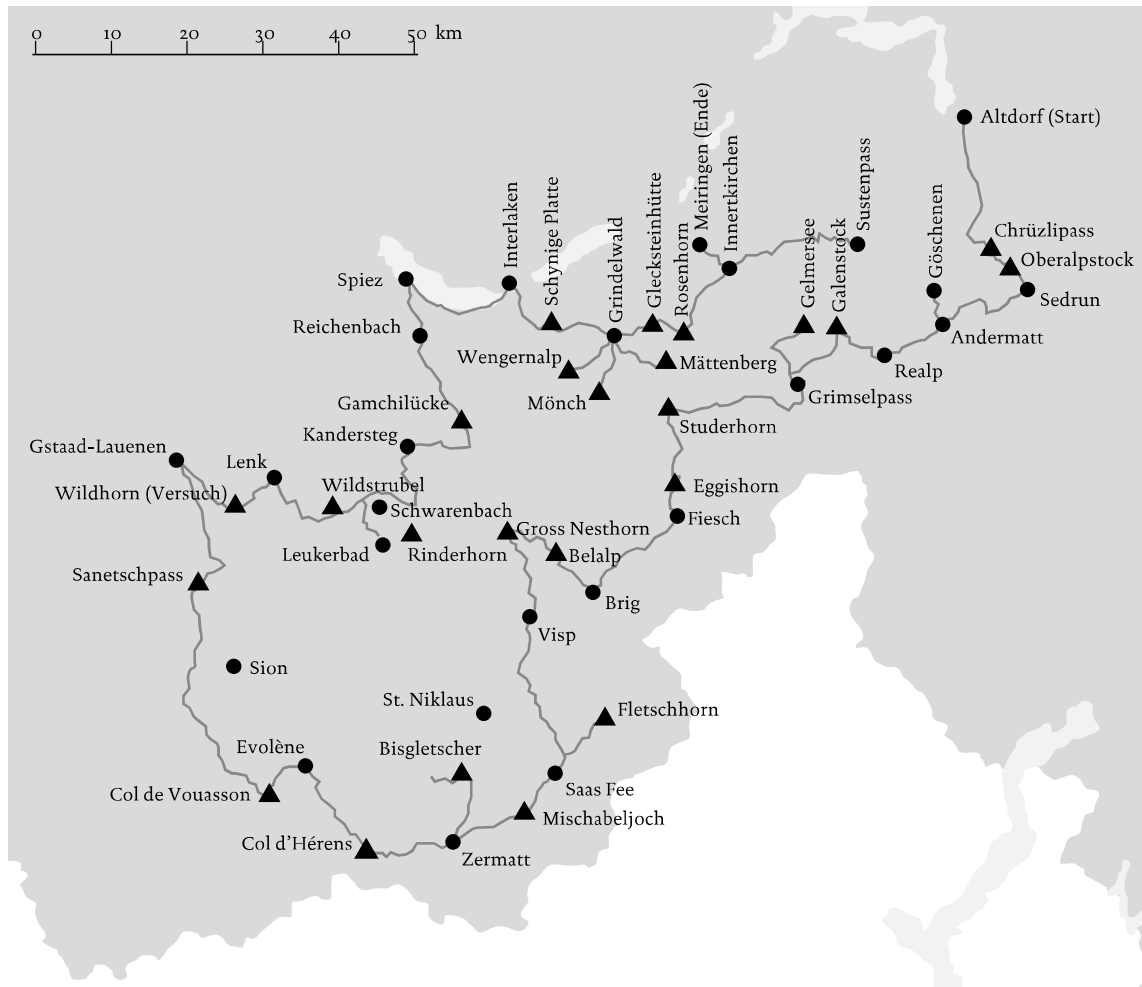 0 10 20 30 40 50 km
Altdorf (Start)
Meiringen (Ende)
Innertkirchen
Sustenpass
Interlaken
Schynige Platte
Grindelwald
Glecksteinhütte
Rosenhorn
Gelmersee
Galenstock
Göschenen
Chrüzlipass
Oberalpstock
Sedrun
Spiez
Reichenbach
Wengernalp
Mättenberg
Andermatt
Realp
Mönch
Grimselpass
Gamchilücke
Studerhorn
Kandersteg
Gstaad-Lauenen
Lenk
Wildhorn (Versuch)
Wildstrubel
Eggishorn
Schwarenbach
Fiesch
Gross Nesthorn
Leukerbad
Rinderhorn
Belalp
Sanetschpass
Brig
Visp
Sion
St. Niklaus
Fletschhorn
Evolène
Bisgletscher
Saas Fee
Col de Vouasson
Mischabeljoch
Col d'Hérens
Zermatt